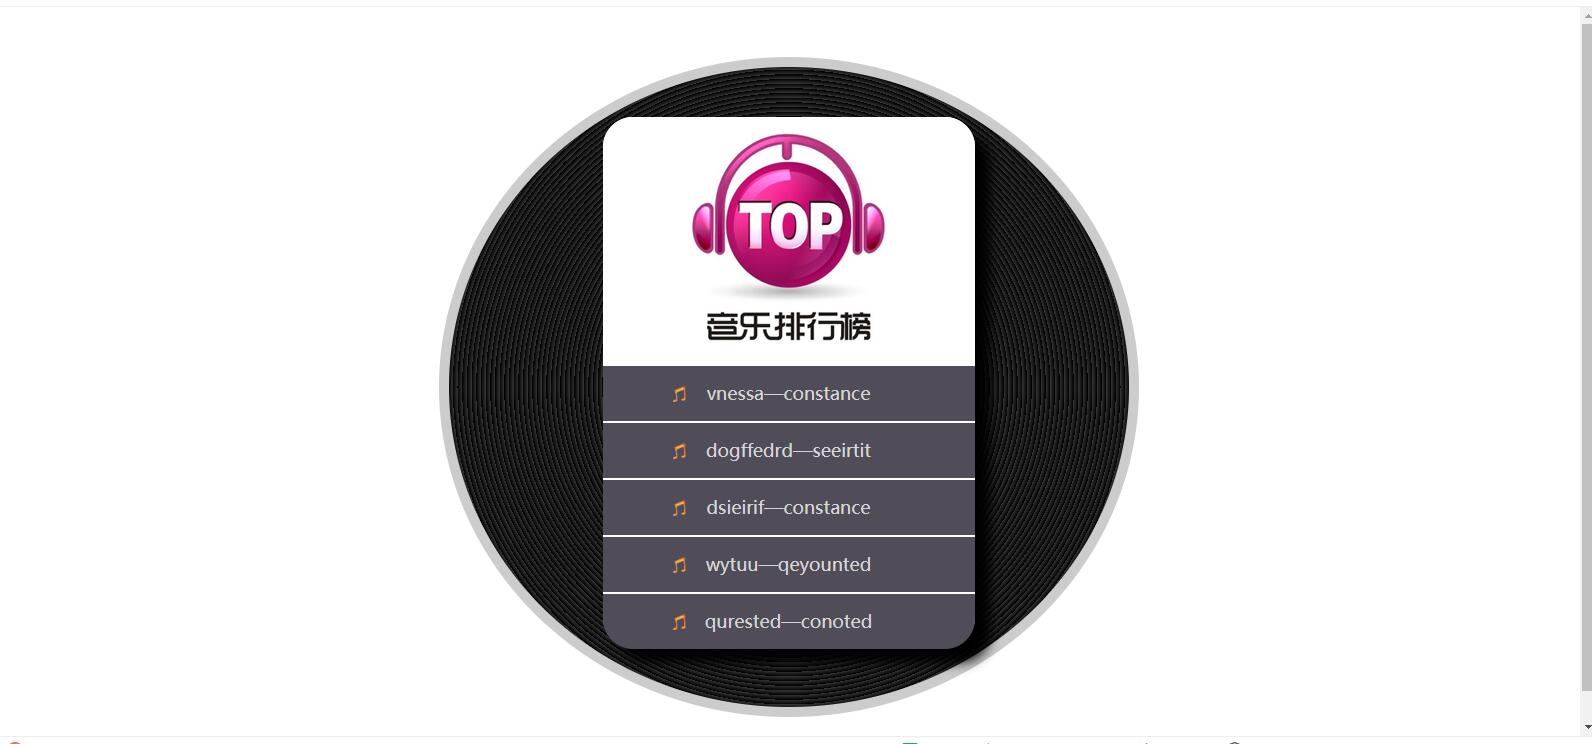 TOP
音乐排行榜
vnessa—constance
dogffedrd—seeirtit
dsieirif—constance
wytuu—qeyounted
qurested—conoted